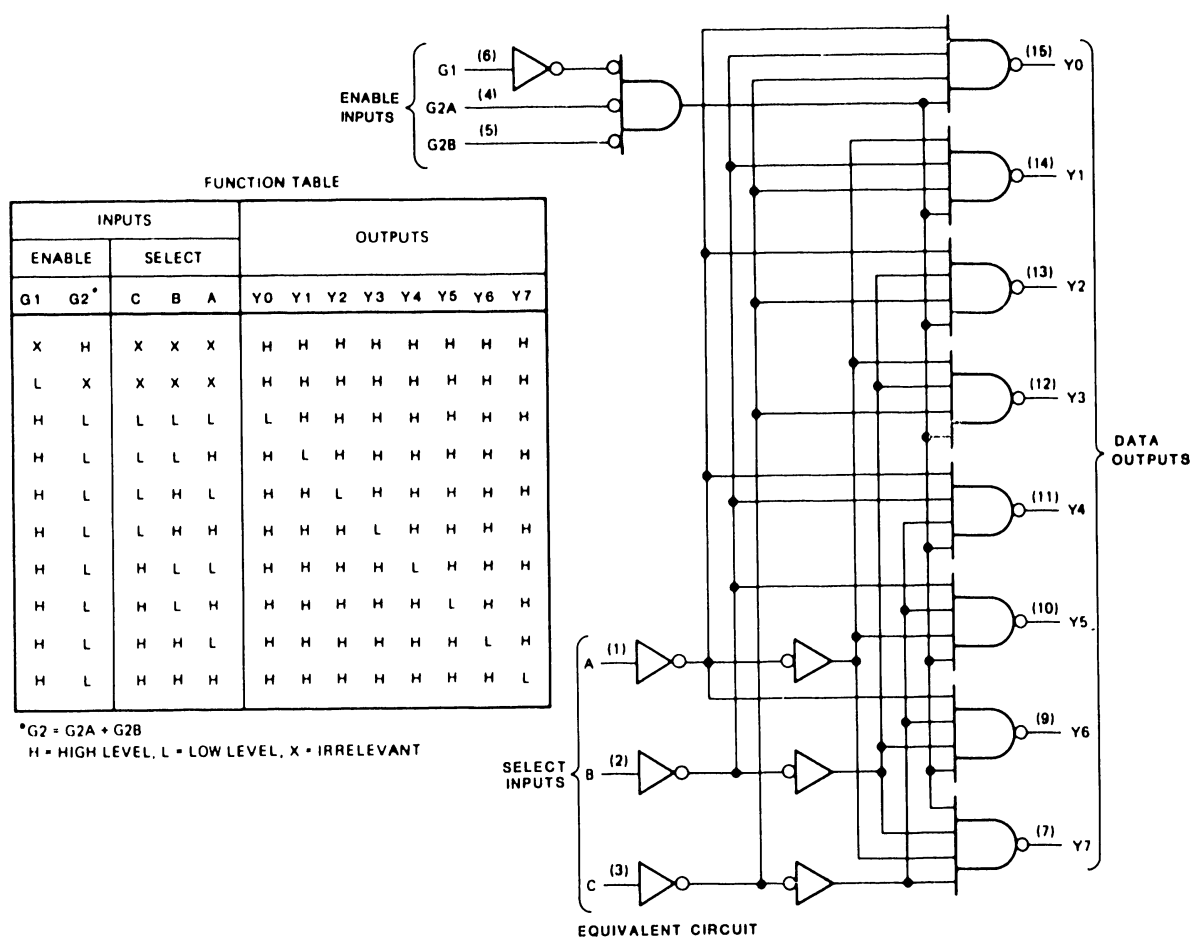 ENABLE
INPUTS
G1 (6)
G2A (4)
G2B (5)
FUNCTION TABLE
INPUTS OUTPUTS
ENABLE SELECT
G1 G2* C B A Y0 Y1 Y2 Y3 Y4 Y5 Y6 Y7
X H X X X H H H H H H H H
L X X X X H H H H H H H H
H L L L L L H H H H H H H
H L L L H H L H H H H H H
H L L H L H H L H H H H H
H L L H H H H H L H H H H
H L H L L H H H H L H H H
H L H L H H H H H H L H H
H L H H L H H H H H H L H
H L H H H H H H H H H H L
*G2 = G2A + G2B
H = HIGH LEVEL, L = LOW LEVEL, X = IRRELEVANT
SELECT
INPUTS
A (1)
B (2)
C (3)
(15) Y0
(14) Y1
(13) Y2
(12) Y3
(11) Y4
(10) Y5
(9) Y6
(7) Y7
DATA
OUTPUTS
EQUIVALENT CIRCUIT